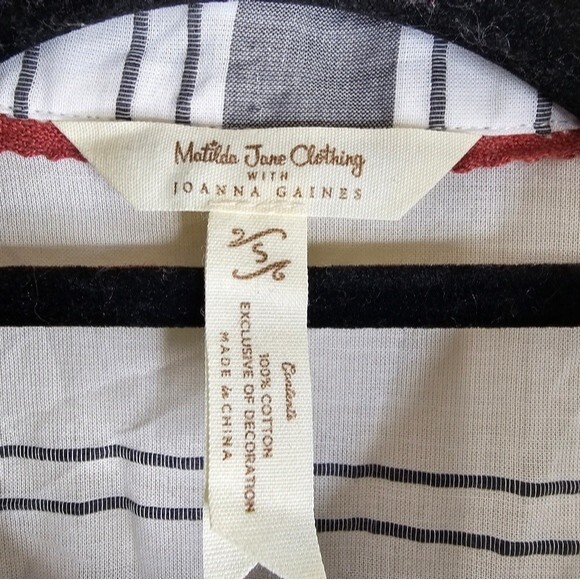 Matilda Jane Clothing
WITH
JOANNA GAINES
Contents
100% COTTON
EXCLUSIVE OF DECORATION
MADE in CHINA